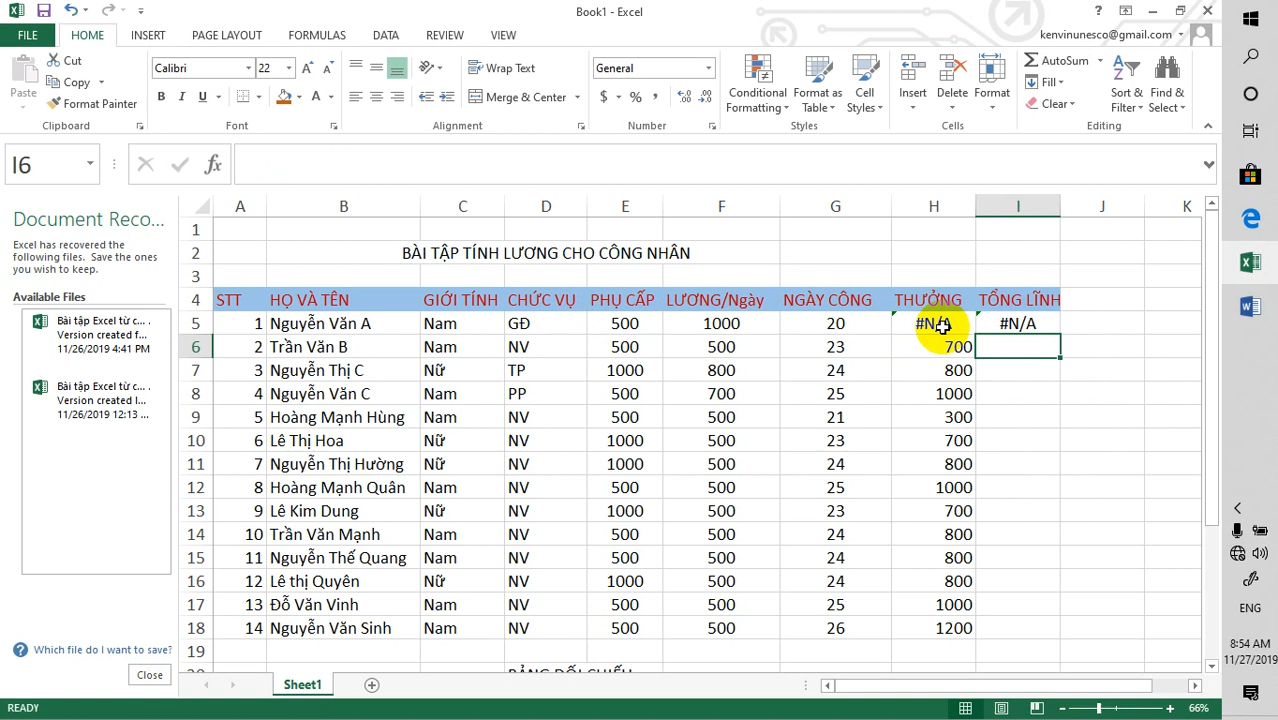 Book1 - Excel
FILE HOME INSERT PAGE LAYOUT FORMULAS DATA REVIEW VIEW
kenvinunesco@gmail.com
Paste Cut Copy Format Painter
Calibri 22
B I U A
Wrap Text
Merge & Center
General
$ % ,
Conditional Formatting Format as Table Cell Styles
Insert Delete Format
AutoSum Fill Clear
Sort & Filter Find & Select
Clipboard Font Alignment Number Styles Cells Editing
I6 fx
Document Reco...
Excel has recovered the
following files. Save the ones
you wish to keep.
Available Files
Bài tập Excel từ c...
Version created f...
11/26/2019 4:41 PM
Bài tập Excel từ c...
Version created f...
11/26/2019 12:13 ...
Which file do I want to save?
Close
A B C D E F G H I J K
1
2 BÀI TẬP TÍNH LƯƠNG CHO CÔNG NHÂN
3
4 STT HỌ VÀ TÊN GIỚI TÍNH CHỨC VỤ PHỤ CẤP LƯƠNG/Ngày NGÀY CÔNG THƯỞNG TỔNG LĨNH
5 1 Nguyễn Văn A Nam GĐ 500 1000 20 #N/A #N/A
6 2 Trần Văn B Nam NV 500 500 23 700
7 3 Nguyễn Thị C Nữ TP 1000 800 24 800
8 4 Nguyễn Văn C Nam PP 500 700 25 1000
9 5 Hoàng Mạnh Hùng Nam NV 500 500 21 300
10 6 Lê Thị Hoa Nữ NV 1000 500 23 700
11 7 Nguyễn Thị Hường Nữ NV 1000 500 24 800
12 8 Hoàng Mạnh Quân Nam NV 500 500 25 1000
13 9 Lê Kim Dung Nữ NV 1000 500 23 700
14 10 Trần Văn Mạnh Nam NV 500 500 24 800
15 11 Nguyễn Thế Quang Nam NV 500 500 24 800
16 12 Lê thị Quyên Nữ NV 1000 500 24 800
17 13 Đỗ Văn Vinh Nam NV 500 500 25 1000
18 14 Nguyễn Văn Sinh Nam NV 500 500 26 1200
19
20 BẢNG ĐỐI CHIẾU
Sheet1
READY
66%
ENG
8:54 AM
11/27/2019